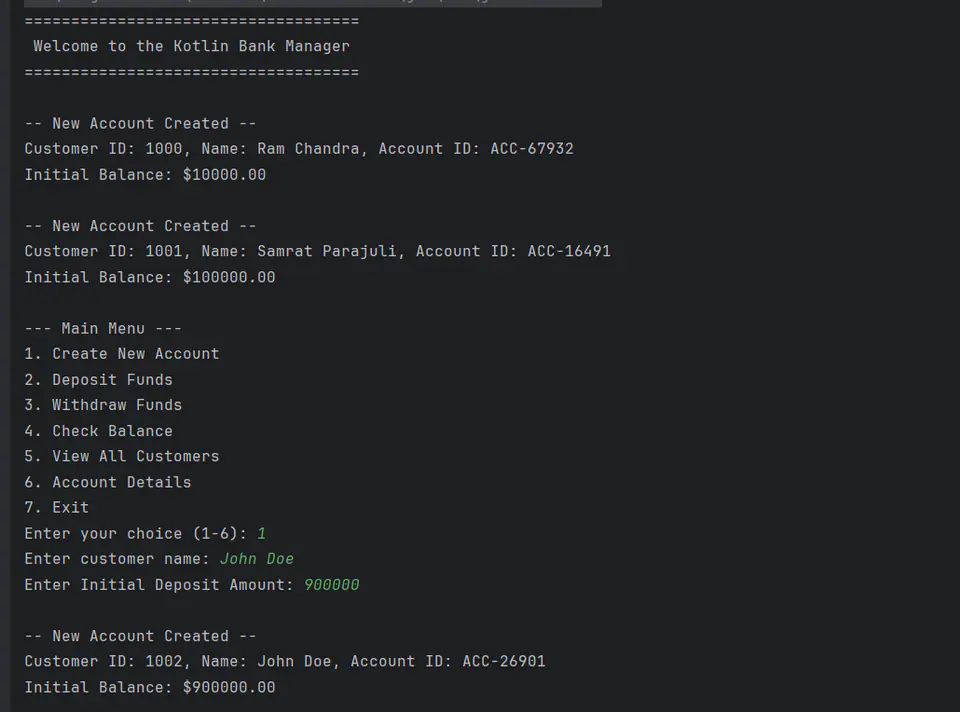 ====================================
Welcome to the Kotlin Bank Manager
====================================
-- New Account Created --
Customer ID: 1000, Name: Ram Chandra, Account ID: ACC-67932
Initial Balance: $10000.00
-- New Account Created --
Customer ID: 1001, Name: Samrat Parajuli, Account ID: ACC-16491
Initial Balance: $100000.00
--- Main Menu ---
1. Create New Account
2. Deposit Funds
3. Withdraw Funds
4. Check Balance
5. View All Customers
6. Account Details
7. Exit
Enter your choice (1-6): 1
Enter customer name: John Doe
Enter Initial Deposit Amount: 900000
-- New Account Created --
Customer ID: 1002, Name: John Doe, Account ID: ACC-26901
Initial Balance: $900000.00